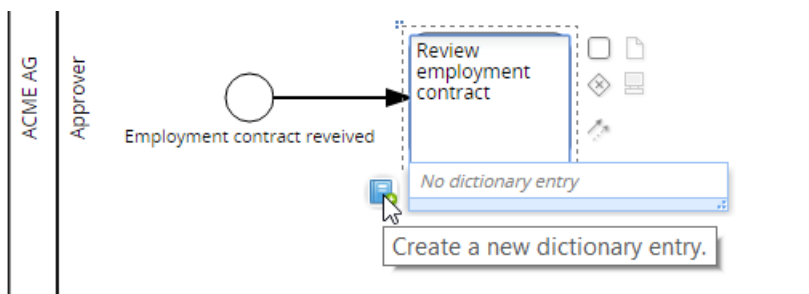 ACME AG
Approver
Employment contract reveived
Review
employment
contract
No dictionary entry
Create a new dictionary entry.